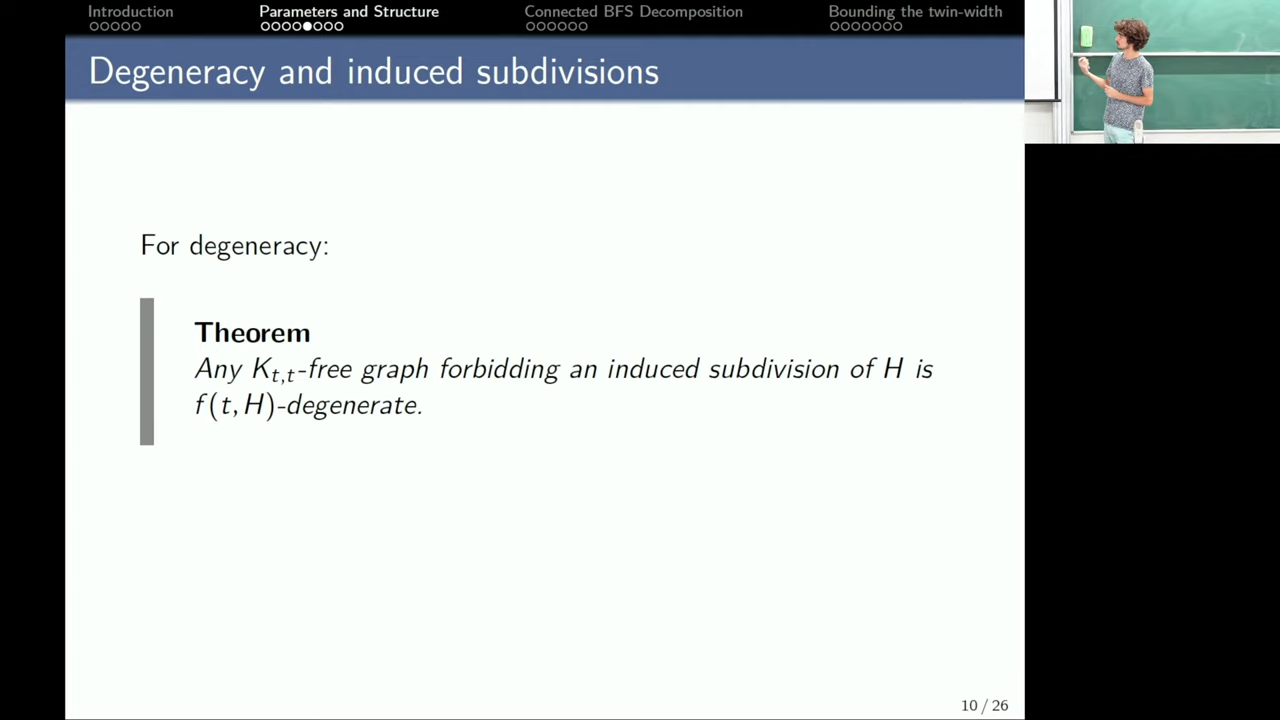 Introduction
Parameters and Structure
Connected BFS Decomposition
Bounding the twin-width
Degeneracy and induced subdivisions
For degeneracy:
Theorem
Any K_{t,t}-free graph forbidding an induced subdivision of H is
f(t, H)-degenerate.
10 / 26